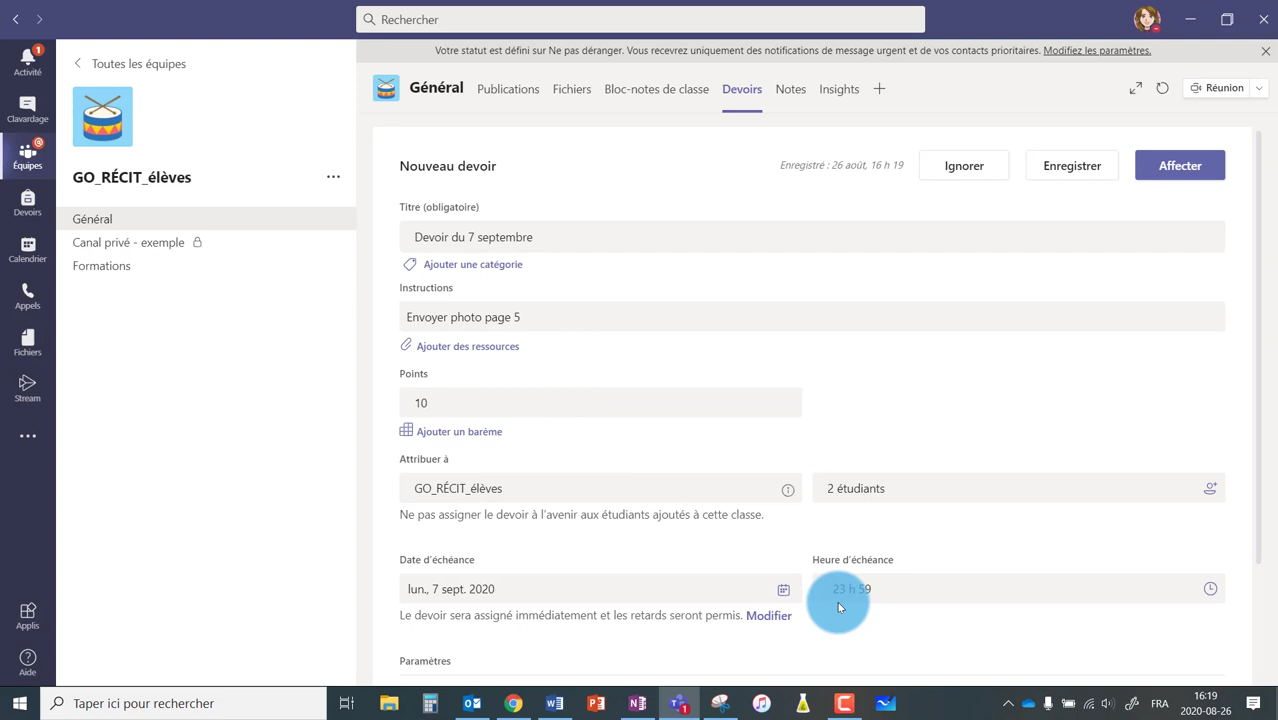 Rechercher
Votre statut est défini sur Ne pas déranger. Vous recevrez uniquement des notifications de message urgent et de vos contacts prioritaires. Modifiez les paramètres.
1
Activité
Clavardage
@
Équipes
Devoirs
Calendrier
Appels
Fichiers
Stream
Applis
Aide
Toutes les équipes
GO_RÉCIT_élèves
Général
Canal privé - exemple
Formations
Général
Publications
Fichiers
Bloc-notes de classe
Devoirs
Notes
Insights
Réunion
Nouveau devoir
Enregistré : 26 août, 16 h 19
Ignorer
Enregistrer
Affecter
Titre (obligatoire)
Devoir du 7 septembre
Ajouter une catégorie
Instructions
Envoyer photo page 5
Ajouter des ressources
Points
10
Ajouter un barème
Attribuer à
GO_RÉCIT_élèves
2 étudiants
Ne pas assigner le devoir à l'avenir aux étudiants ajoutés à cette classe.
Date d'échéance
Heure d'échéance
lun., 7 sept. 2020
23 h 59
Le devoir sera assigné immédiatement et les retards seront permis. Modifier
Paramètres
Taper ici pour rechercher
1
FRA
16:19
2020-08-26